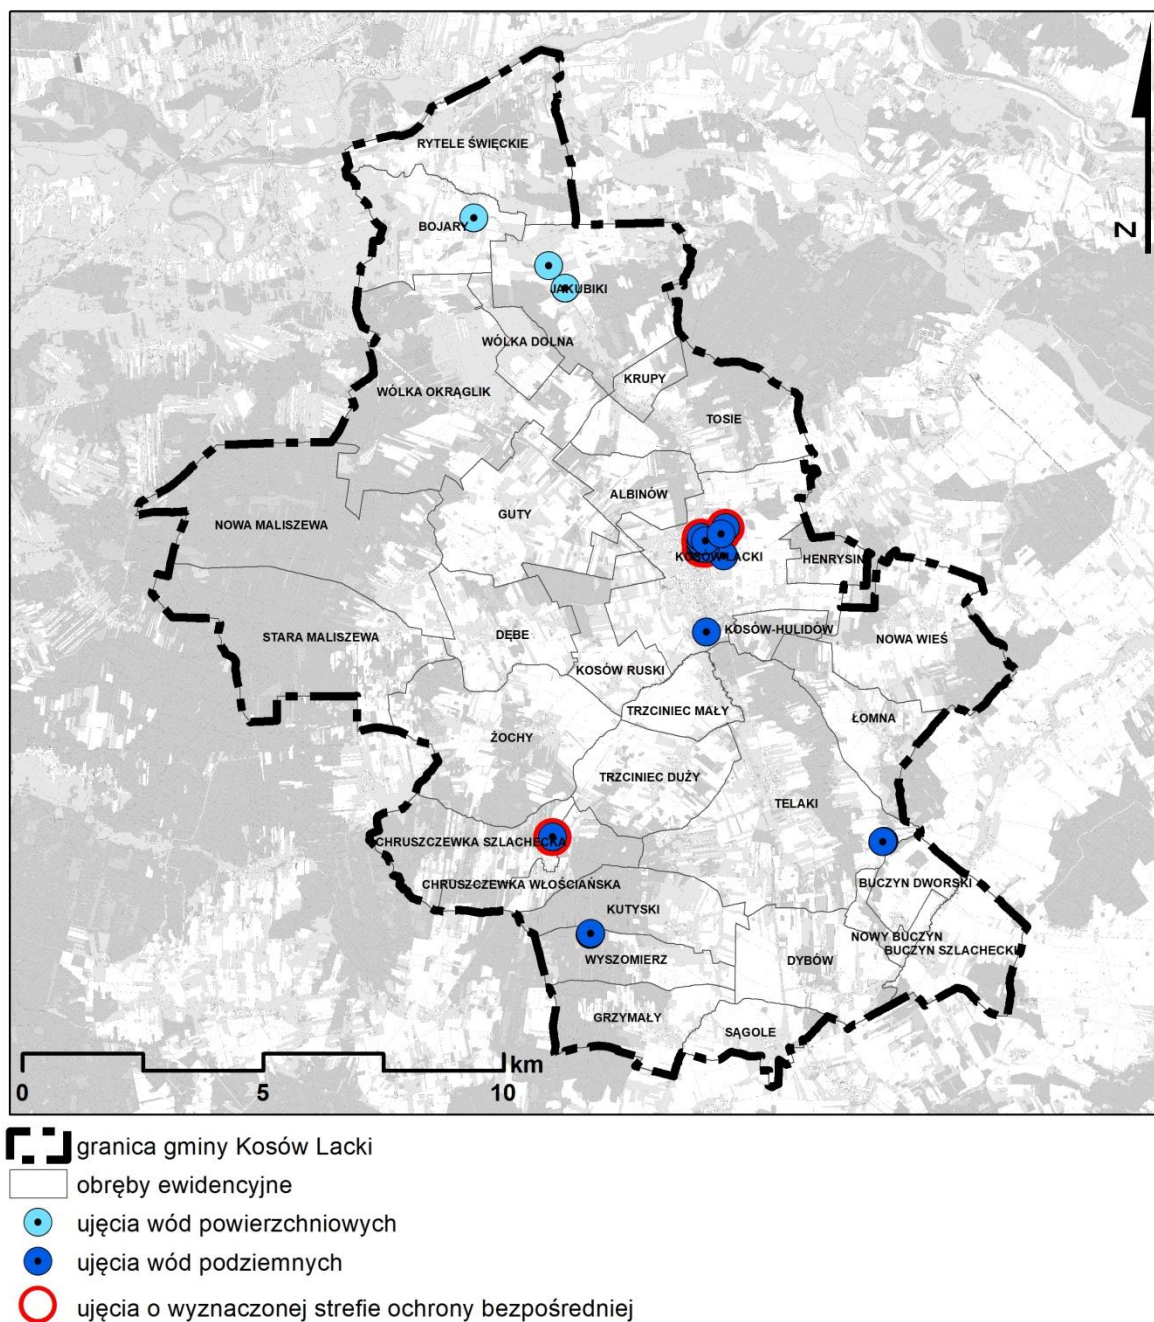 RYTELE ŚWIĘCKIE
BOJARY
N
JAKUBIKI
WÓLKA DOLNA
KRUPY
WÓLKA OKRĄGLIK
TOSIE
ALBINÓW
GUTY
NOWA MALISZEWA
KOSÓW LACKI
HENRYSIN
STARA MALISZEWA
DĘBE
KOSÓW-HULIDÓW
NOWA WIEŚ
KOSÓW RUSKI
TRZCINIEC MAŁY
ŁOMNA
ŻOCHY
TRZCINIEC DUŻY
TELAKI
CHRUSZCZEWKA SZLACHECKA
CHRUSZCZEWKA WŁOŚCIAŃSKA
BUCZYN DWORSKI
KUTYSKI
NOWY BUCZYN
BUCZYN SZLACHECKI
WYSZOMIERZ
DYBÓW
GRZYMAŁY
SĄGOLE
km
0 5 10
granica gminy Kosów Lacki
obręby ewidencyjne
ujęcia wód powierzchniowych
ujęcia wód podziemnych
ujęcia o wyznaczonej strefie ochrony bezpośredniej